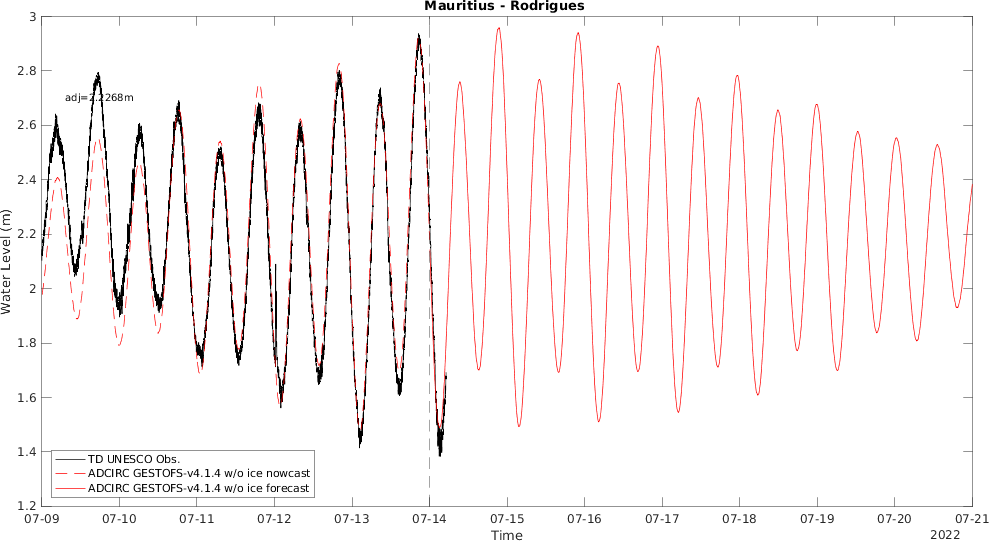 Mauritius - Rodrigues
3
2.8
adj=2.2268m
2.6
2.4
2.2
Water Level (m)
2
1.8
1.6
1.4
1.2
TD UNESCO Obs.
ADCIRC GESTOFS-v4.1.4 w/o ice nowcast
ADCIRC GESTOFS-v4.1.4 w/o ice forecast
07-09 07-10 07-11 07-12 07-13 07-14 07-15 07-16 07-17 07-18 07-19 07-20 07-21
Time
2022